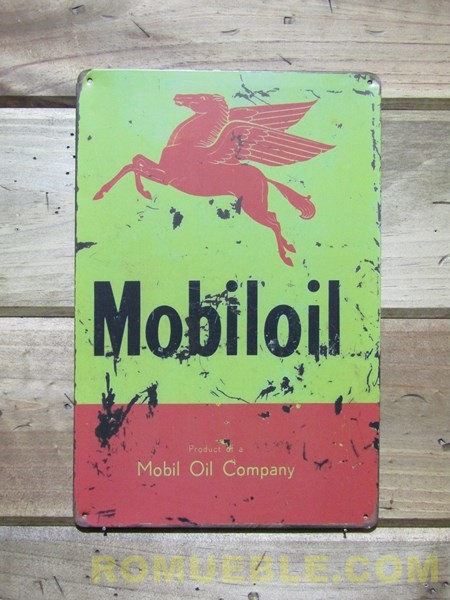 Mobiloil
Product of a
Mobil Oil Company
ROMUEBLE.COM